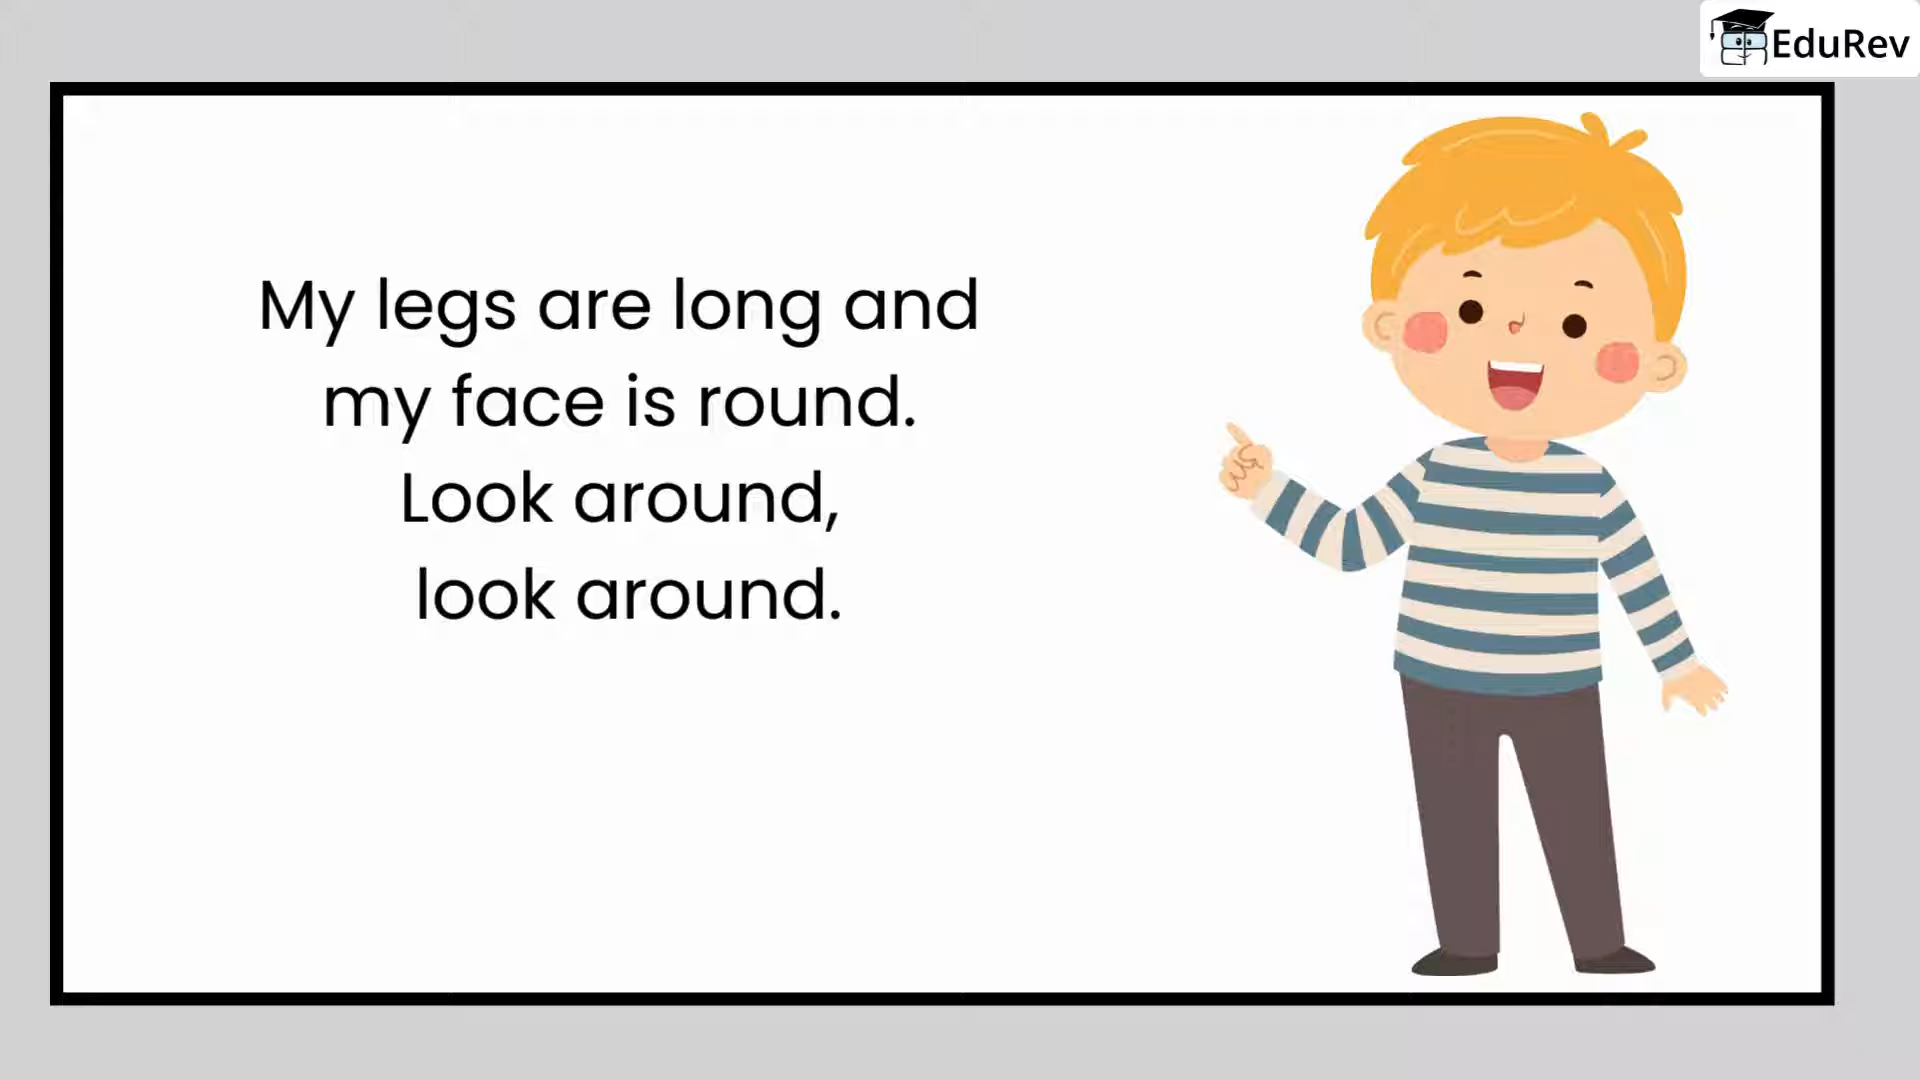 EduRev
My legs are long and
my face is round.
Look around,
look around.